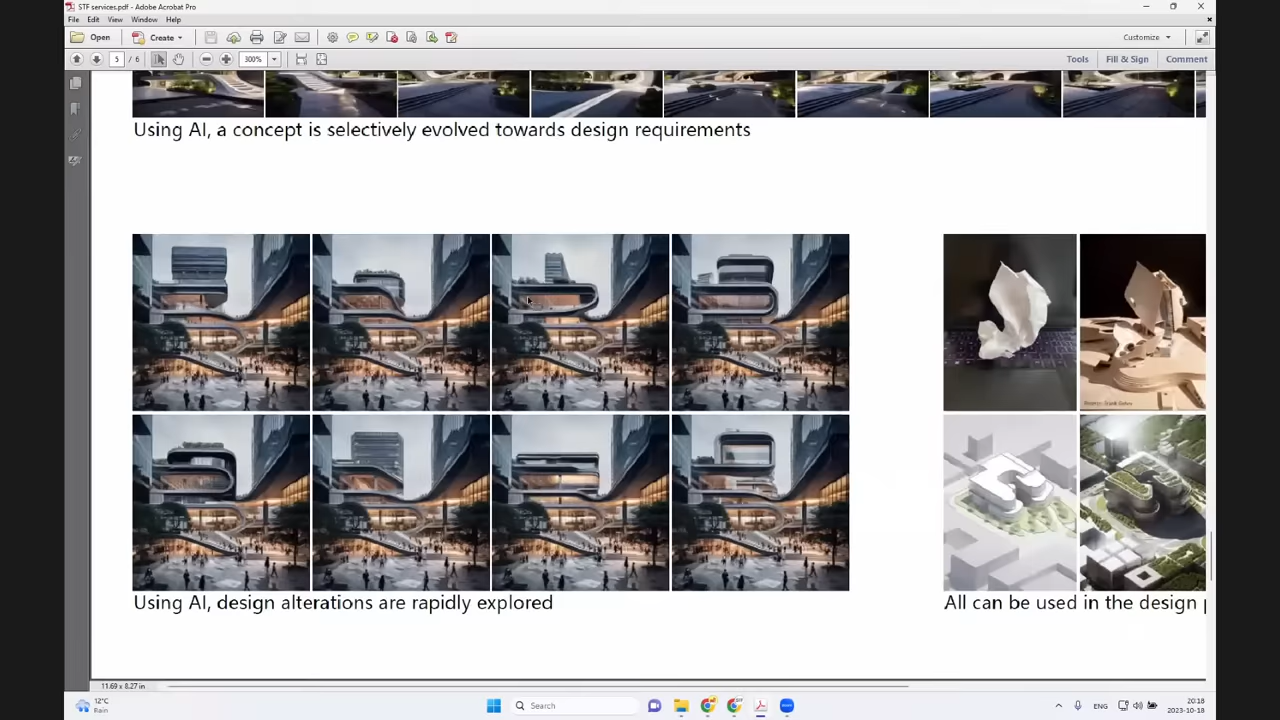 STF services.pdf - Adobe Acrobat Pro
File Edit View Window Help
Open Create Customize
5 / 6 300% Tools Fill & Sign Comment
Using AI, a concept is selectively evolved towards design requirements
Using AI, design alterations are rapidly explored
All can be used in the design
11.69 x 8.27 in
12°C
Rain
Search
ENG
20:18
2023-10-18